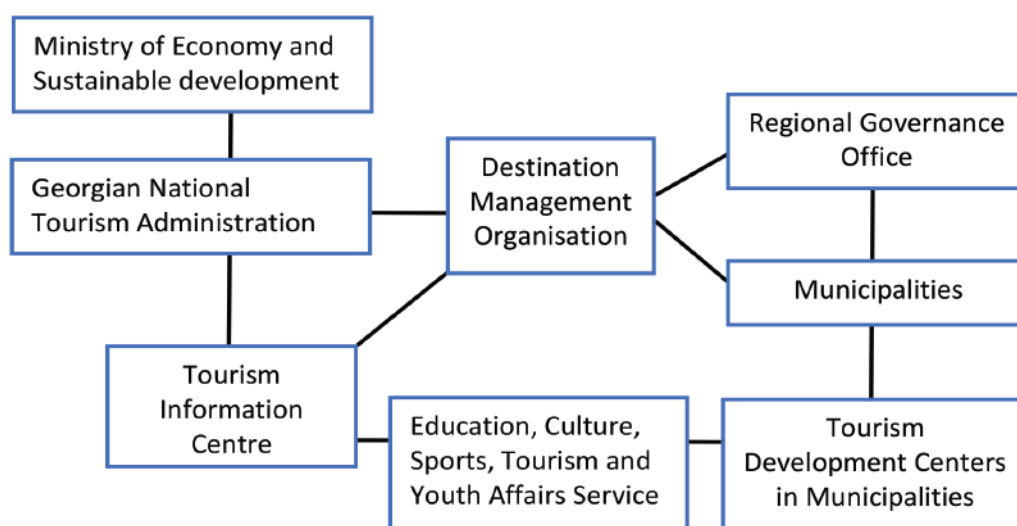 Ministry of Economy and
Sustainable development
Georgian National
Tourism Administration
Destination
Management
Organisation
Regional Governance
Office
Municipalities
Tourism
Information
Centre
Education, Culture,
Sports, Tourism and
Youth Affairs Service
Tourism
Development Centers
in Municipalities